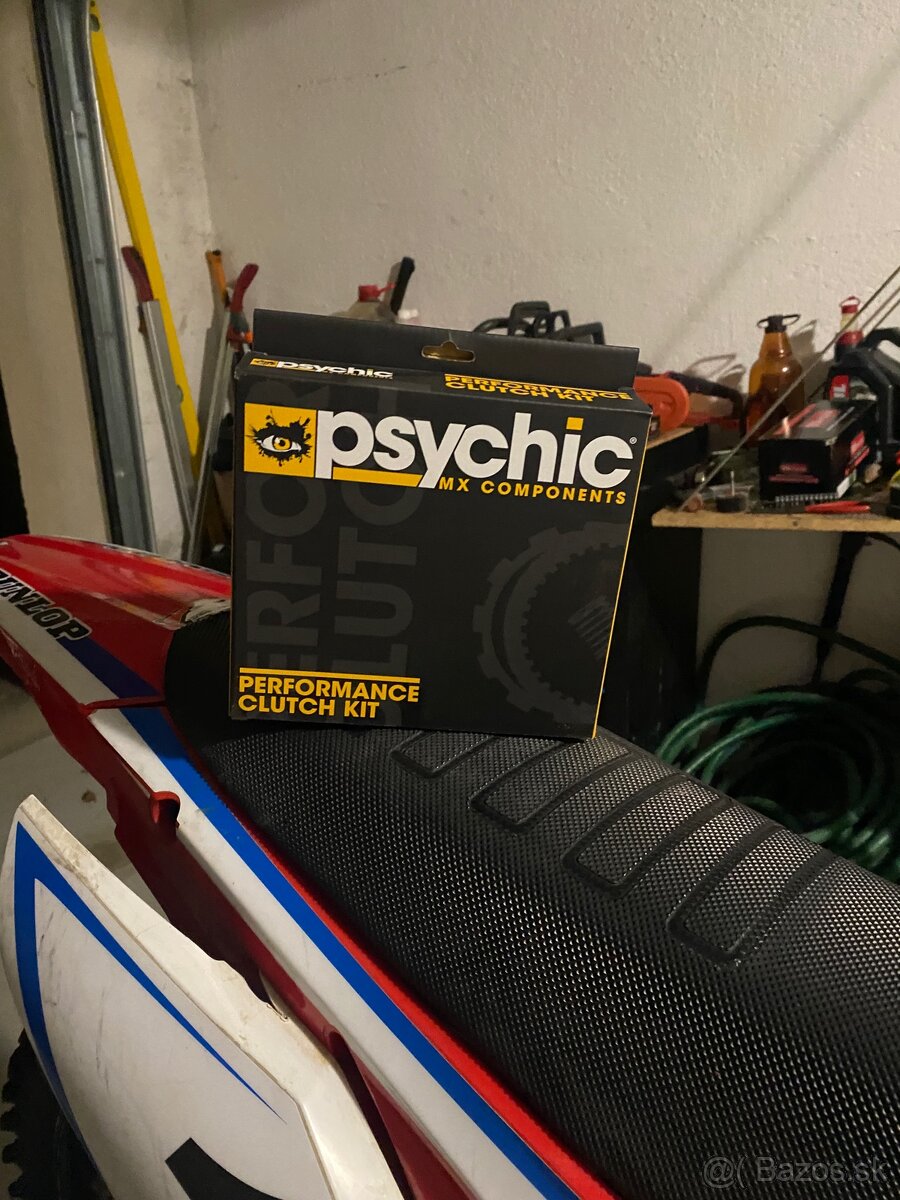 psychic
PERFORMANCE
CLUTCH KIT
psychic®
MX COMPONENTS
PERFORMANCE
CLUTCH KIT
DUNLOP
@( Bazos.sk